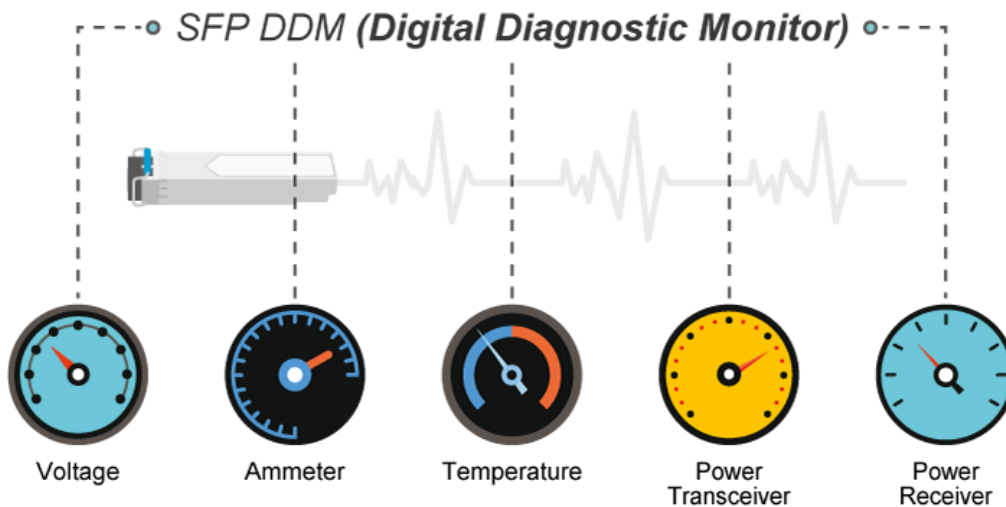 SFP DDM (Digital Diagnostic Monitor)
Voltage
Ammeter
Temperature
Power
Transceiver
Power
Receiver